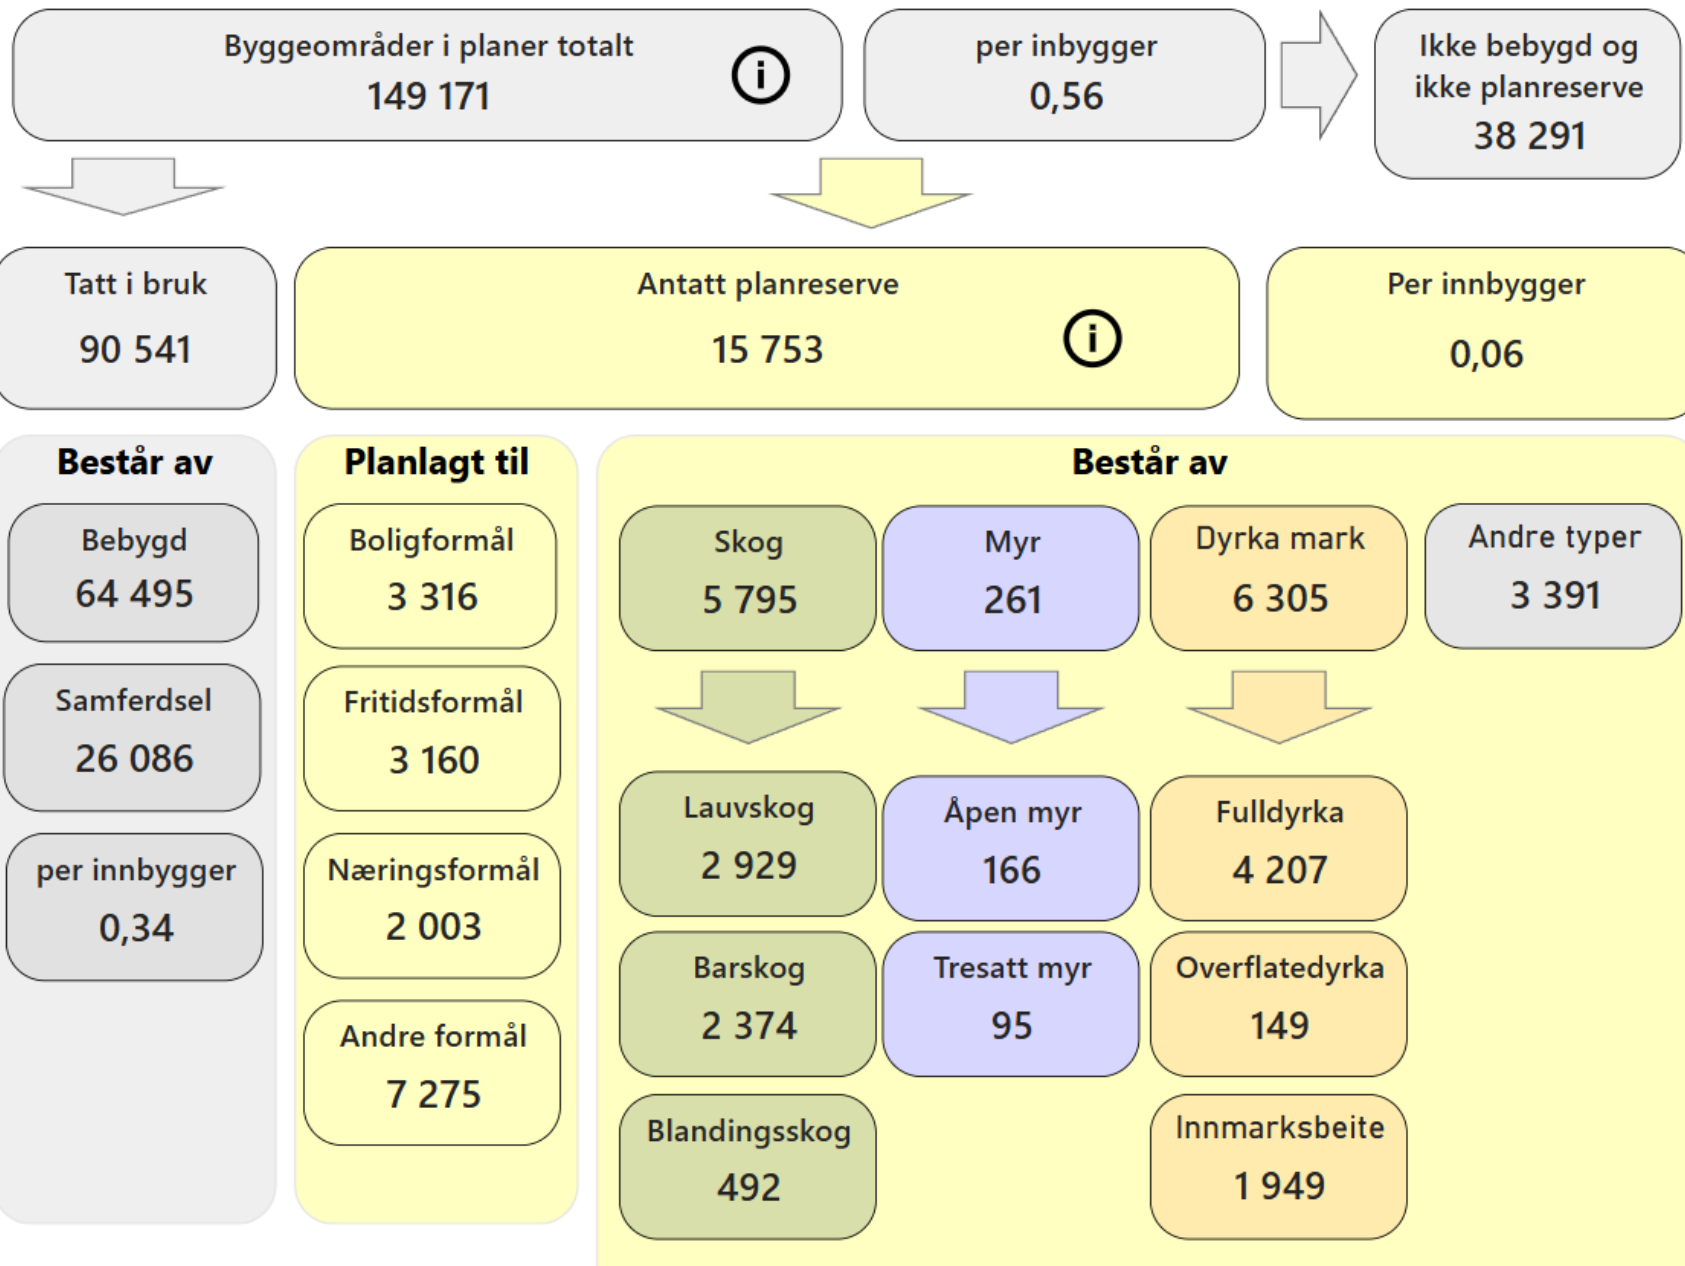 Byggeområder i planer totalt
149 171
per inbygger
0,56
Ikke bebygd og
ikke planreserve
38 291
Tatt i bruk
90 541
Antatt planreserve
15 753
Per innbygger
0,06
Består av
Bebygd
64 495
Samferdsel
26 086
per innbygger
0,34
Planlagt til
Boligformål
3 316
Fritidsformål
3 160
Næringsformål
2 003
Andre formål
7 275
Består av
Skog
5 795
Myr
261
Dyrka mark
6 305
Andre typer
3 391
Lauvskog
2 929
Åpen myr
166
Fulldyrka
4 207
Barskog
2 374
Tresatt myr
95
Overflatedyrka
149
Blandingsskog
492
Innmarksbeite
1 949